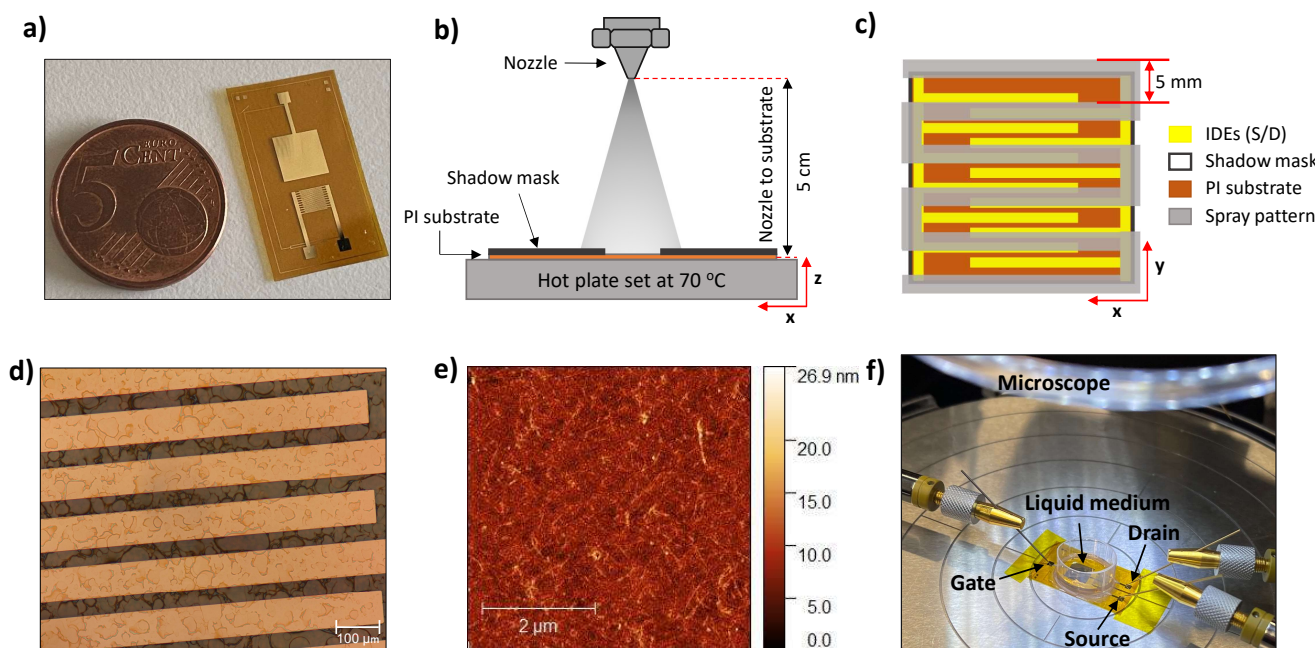 a)
5
EURO
CENT
b)
Nozzle
Shadow mask
PI substrate
Nozzle to substrate
5 cm
Hot plate set at 70 °C
z
x
c)
5 mm
IDEs (S/D)
Shadow mask
PI substrate
Spray pattern
y
x
d)
100 µm
e)
2 µm
26.9 nm
20.0
15.0
10.0
5.0
0.0
f)
Microscope
Liquid medium
Drain
Gate
Source